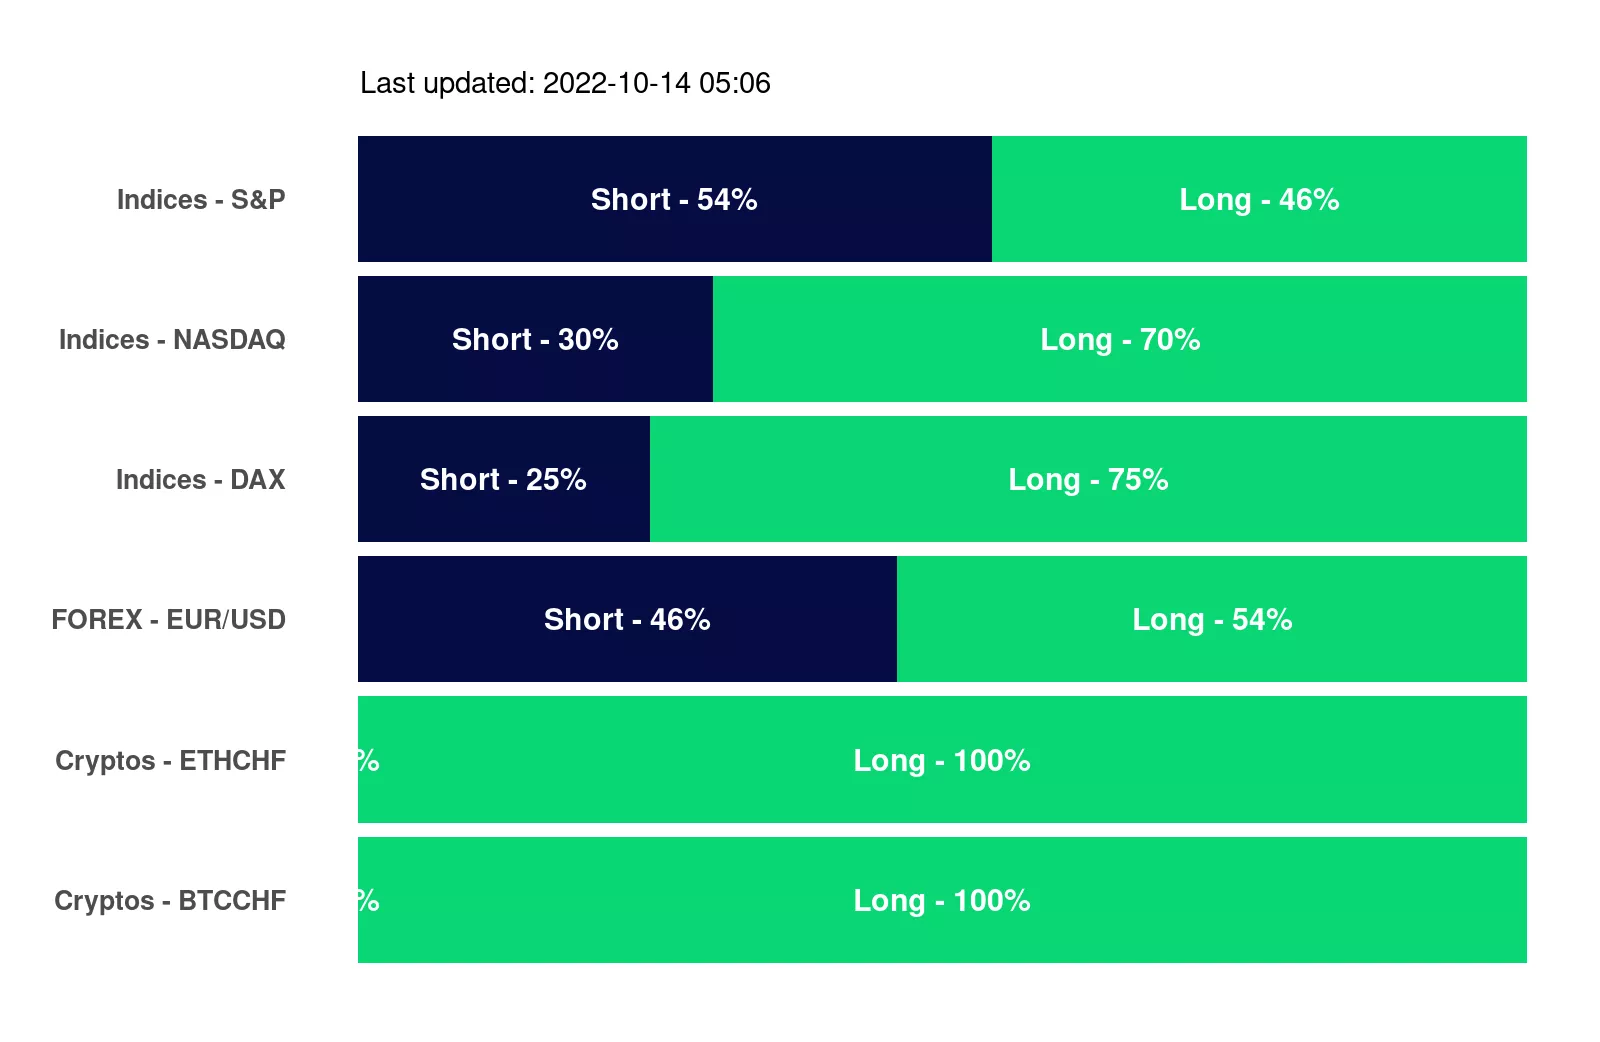 Last updated: 2022-10-14 05:06
Indices - S&P
Short - 54%
Long - 46%
Indices - NASDAQ
Short - 30%
Long - 70%
Indices - DAX
Short - 25%
Long - 75%
FOREX - EUR/USD
Short - 46%
Long - 54%
Cryptos - ETHCHF
%
Long - 100%
Cryptos - BTCCHF
%
Long - 100%